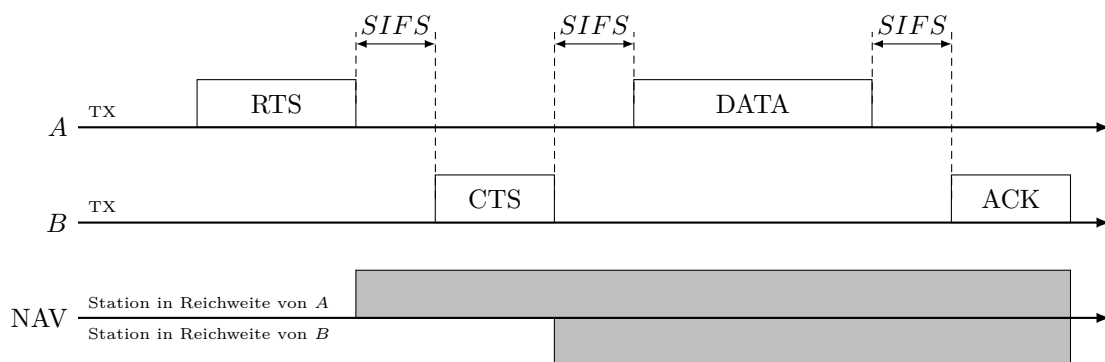 SIFS SIFS SIFS
RTS DATA
A TX
CTS ACK
B TX
Station in Reichweite von A
NAV
Station in Reichweite von B